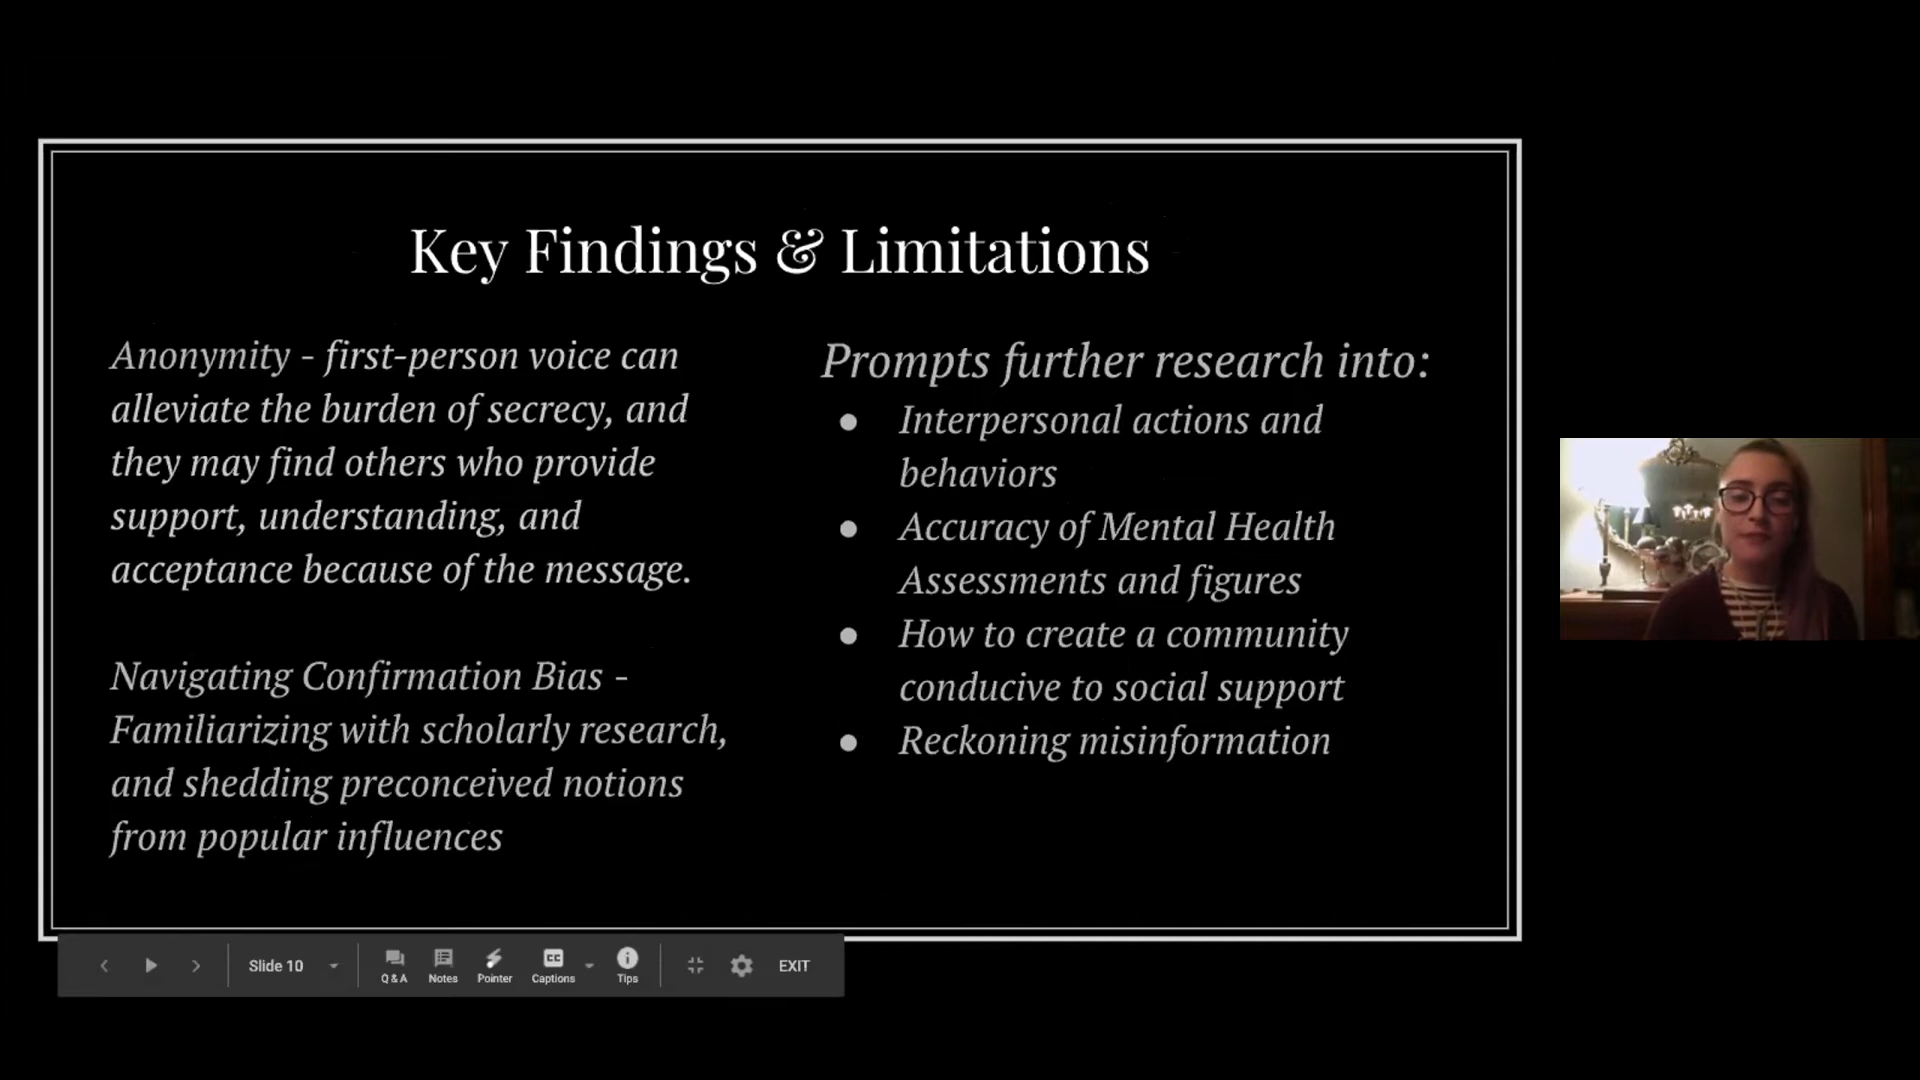 Key Findings & Limitations
Anonymity - first-person voice can
alleviate the burden of secrecy, and
they may find others who provide
support, understanding, and
acceptance because of the message.
Navigating Confirmation Bias -
Familiarizing with scholarly research,
and shedding preconceived notions
from popular influences
Prompts further research into:
● Interpersonal actions and
behaviors
● Accuracy of Mental Health
Assessments and figures
● How to create a community
conducive to social support
● Reckoning misinformation
Slide 10
Q & A
Notes
Pointer
CC
Captions
Tips
EXIT